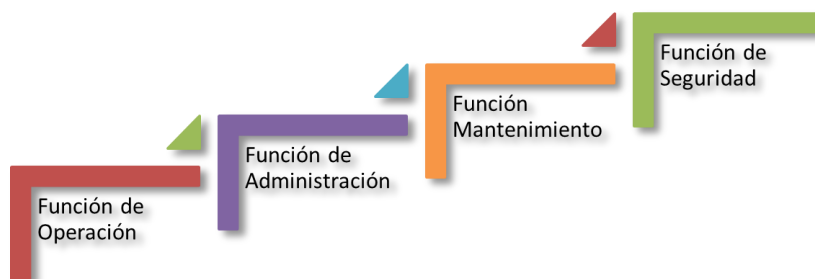 Función de
Operación
Función de
Administración
Función
Mantenimiento
Función de
Seguridad